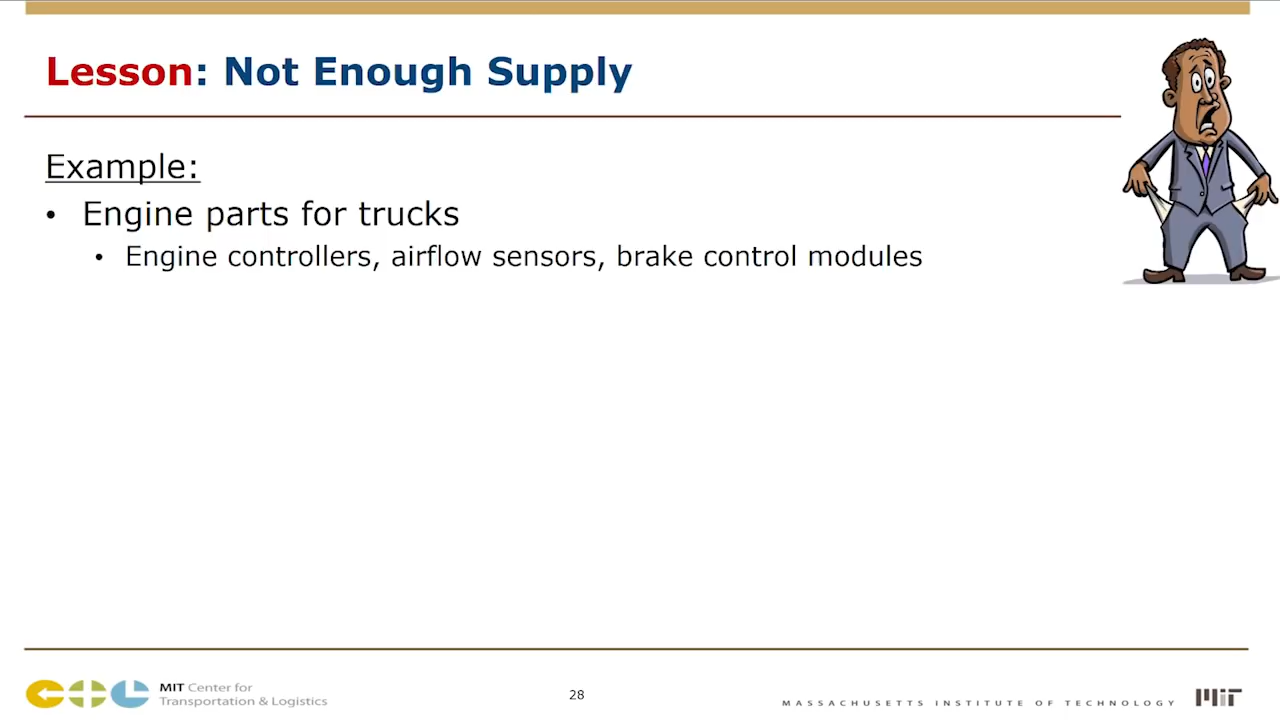 Lesson: Not Enough Supply
Example:
• Engine parts for trucks
• Engine controllers, airflow sensors, brake control modules
MIT Center for
Transportation & Logistics
28
MASSACHUSETTS INSTITUTE OF TECHNOLOGY
MIT